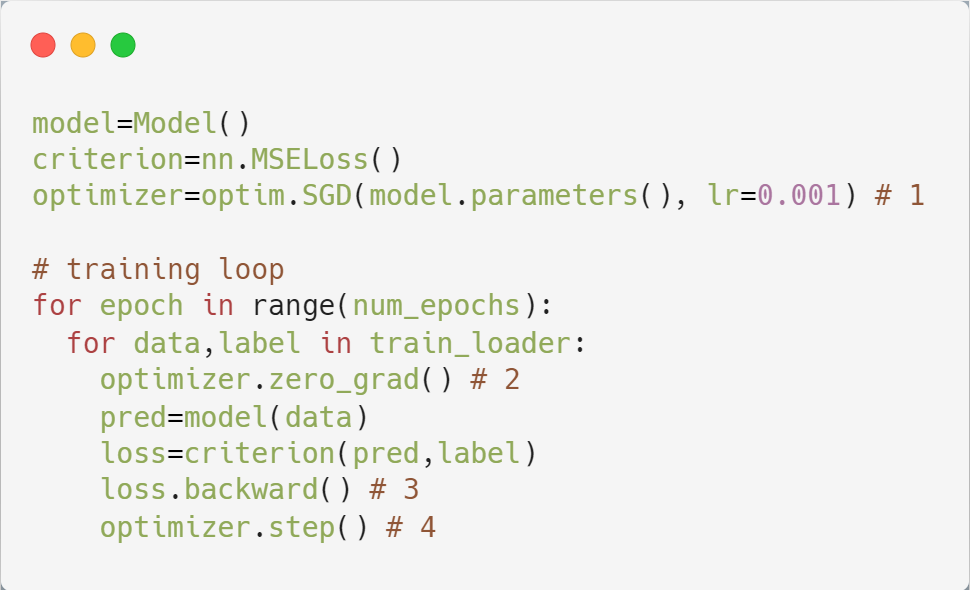 model=Model()
criterion=nn.MSELoss()
optimizer=optim.SGD(model.parameters(), lr=0.001) # 1

# training loop
for epoch in range(num_epochs):
  for data,label in train_loader:
    optimizer.zero_grad() # 2
    pred=model(data)
    loss=criterion(pred,label)
    loss.backward() # 3
    optimizer.step() # 4